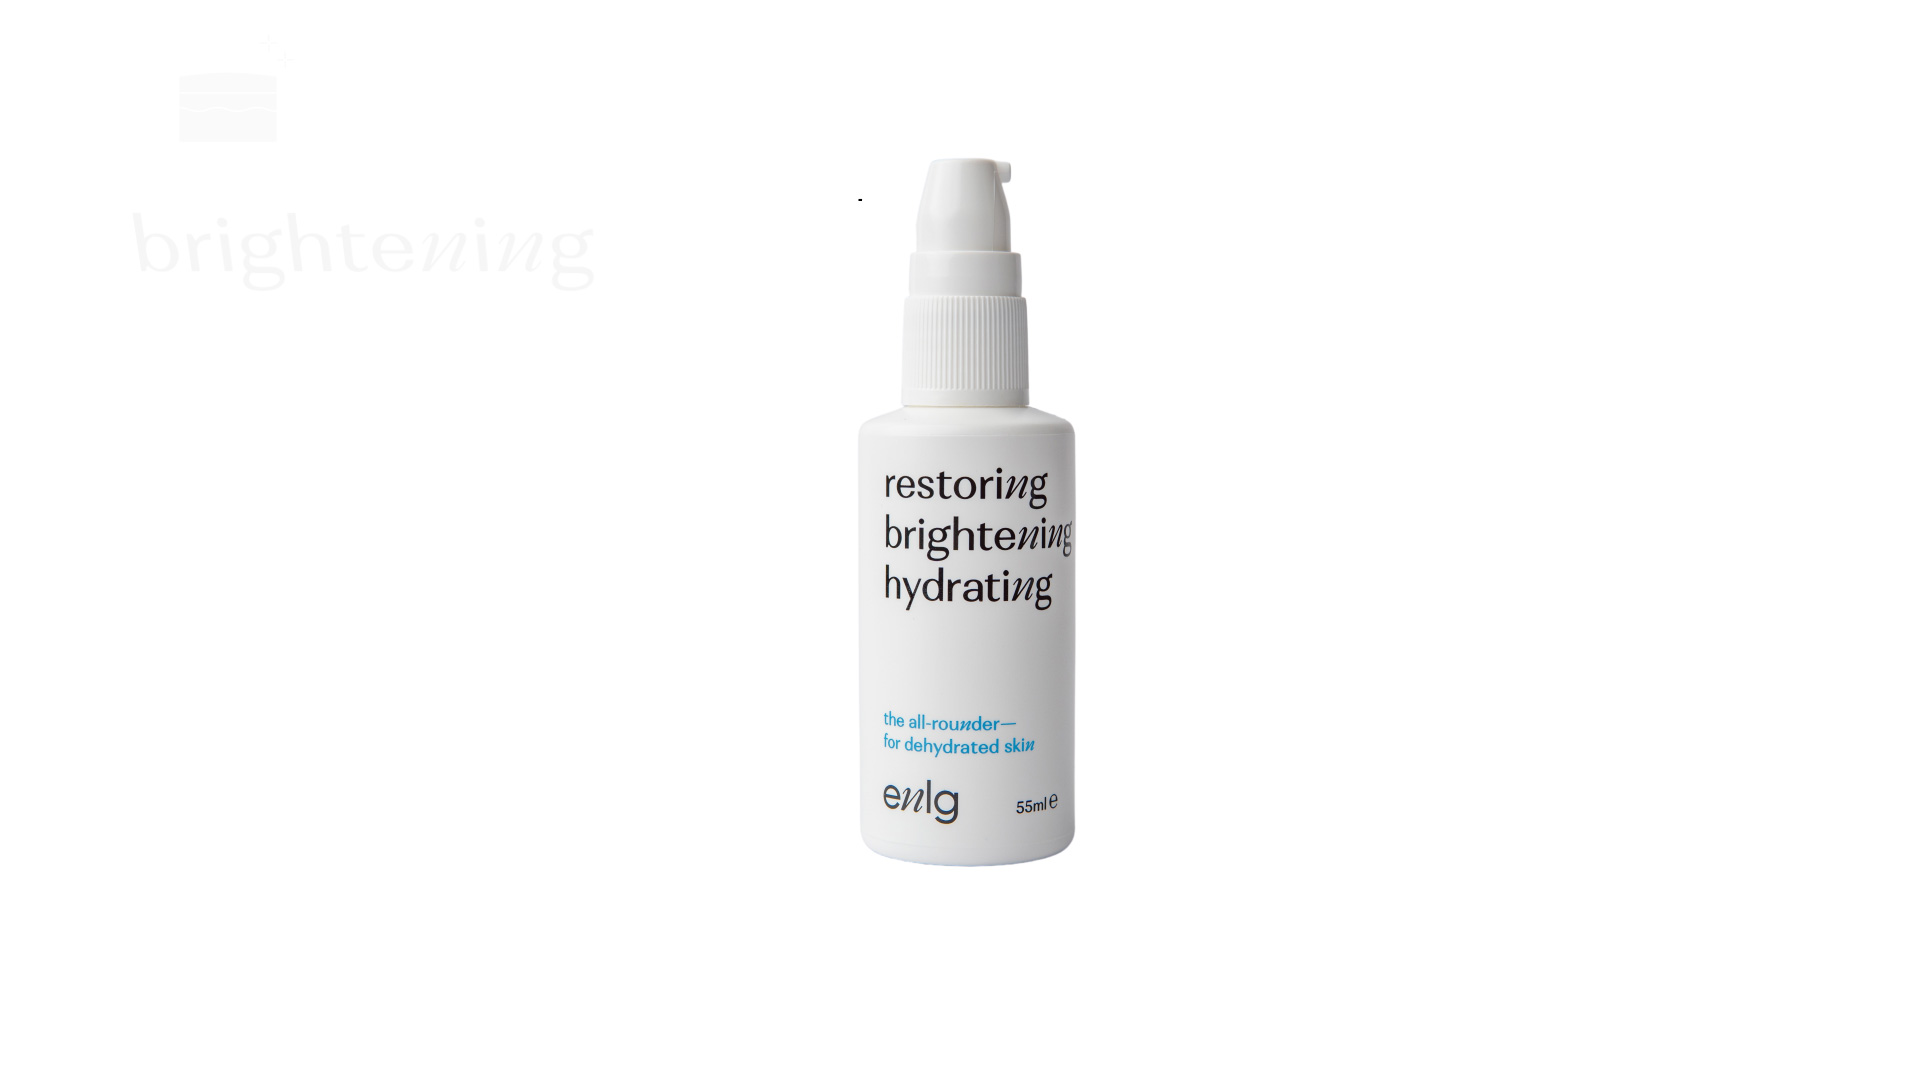 brightening
restoring
brightening
hydrating
the all-rounder—
for dehydrated skin
enlg
55ml ℮